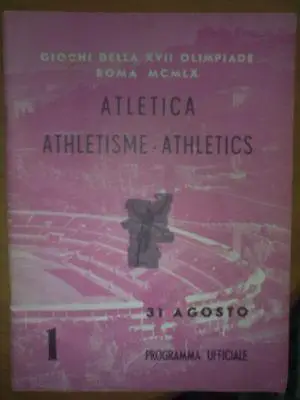 GIOCHI DELLA XVII OLIMPIADE
ROMA MCMLX
ATLETICA
ATHLETISME - ATHLETICS
31 AGOSTO
1
PROGRAMMA UFFICIALE